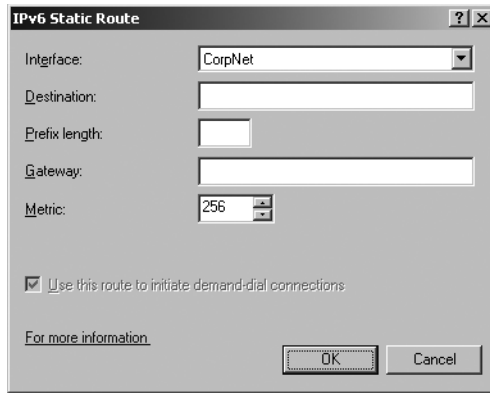 IPv6 Static Route
Interface: CorpNet
Destination:
Prefix length:
Gateway:
Metric: 256
Use this route to initiate demand-dial connections
For more information
OK Cancel